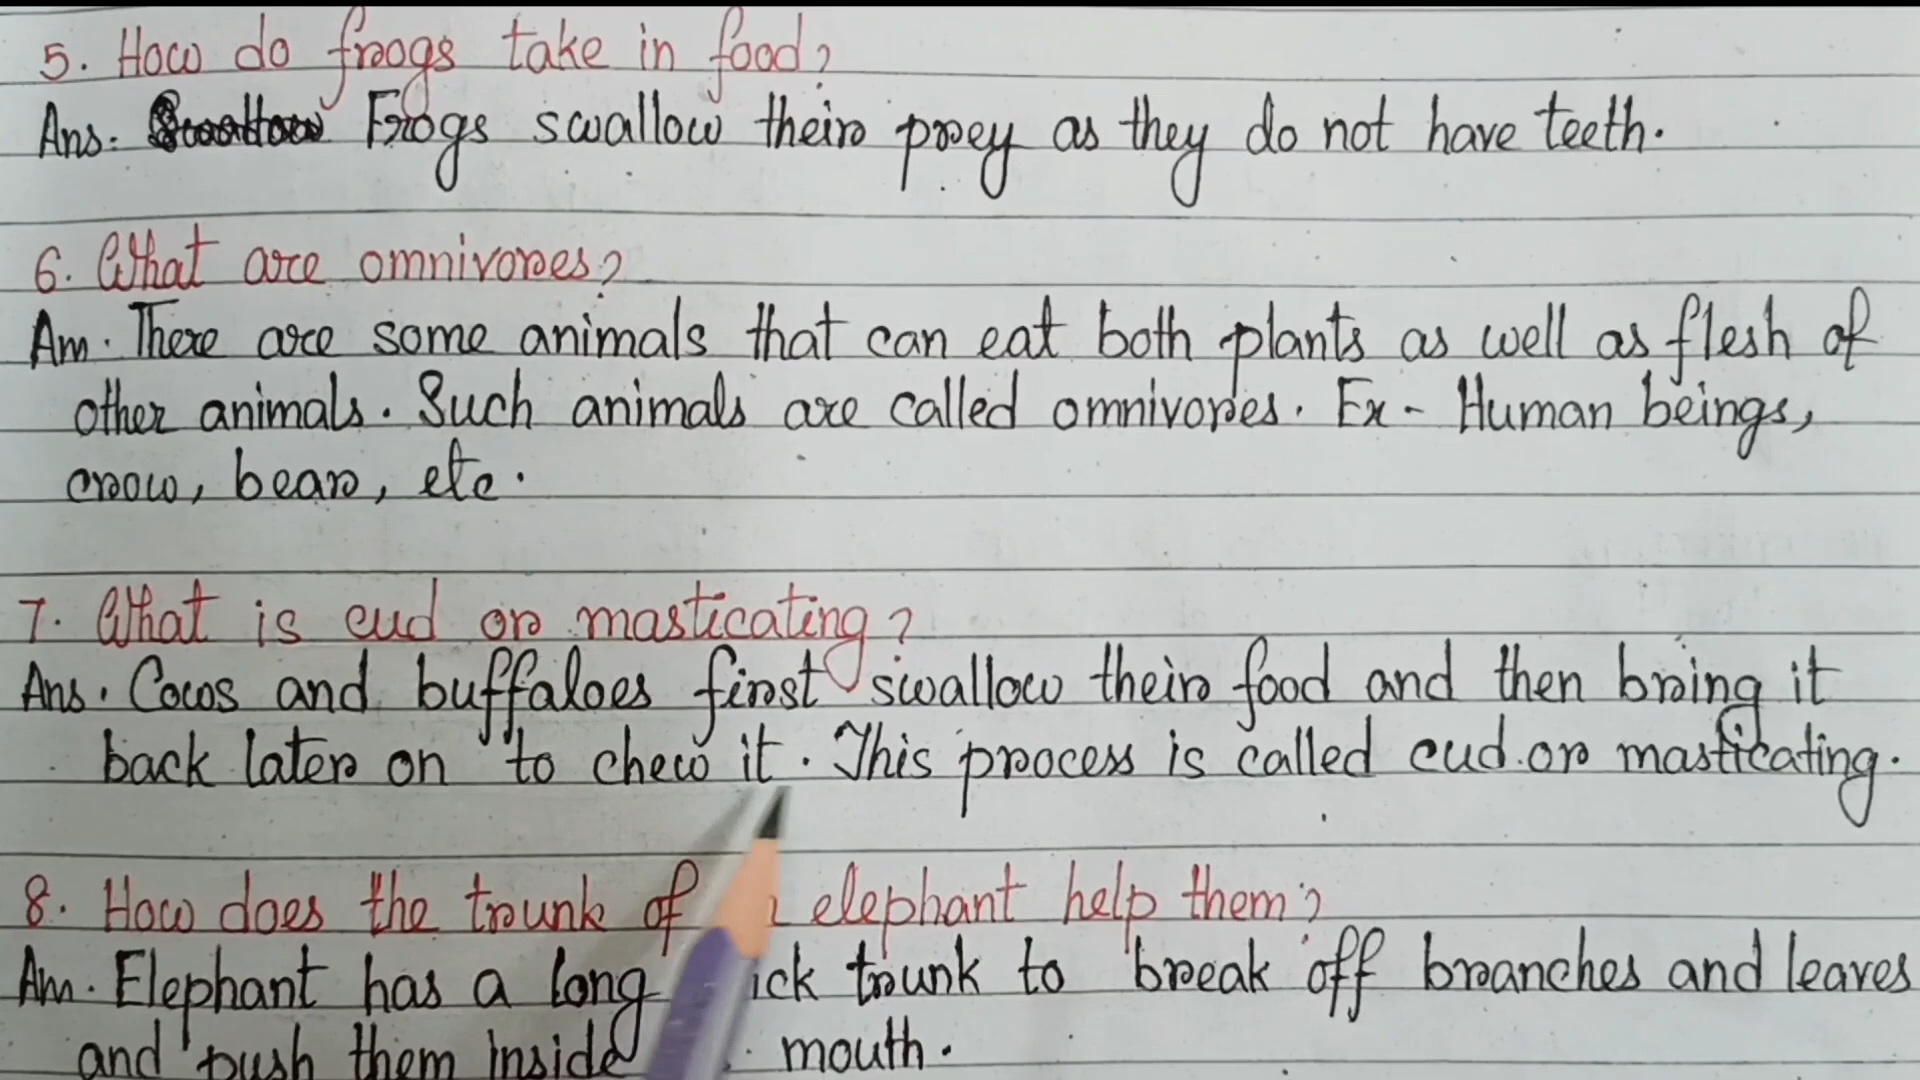 5. How do frogs take in food?
Ans. Frogs swallow their prey as they do not have teeth.
6. What are omnivores?
Ans. There are some animals that can eat both plants as well as flesh of
other animals. Such animals are called omnivores. Ex - Human beings,
crow, bear, etc.
7. What is cud or masticating?
Ans. Cows and buffaloes first swallow their food and then bring it
back later on to chew it. This process is called cud or masticating.
8. How does the trunk of elephant help them?
Ans. Elephant has a long trunk to break off branches and leaves
and push them inside mouth.